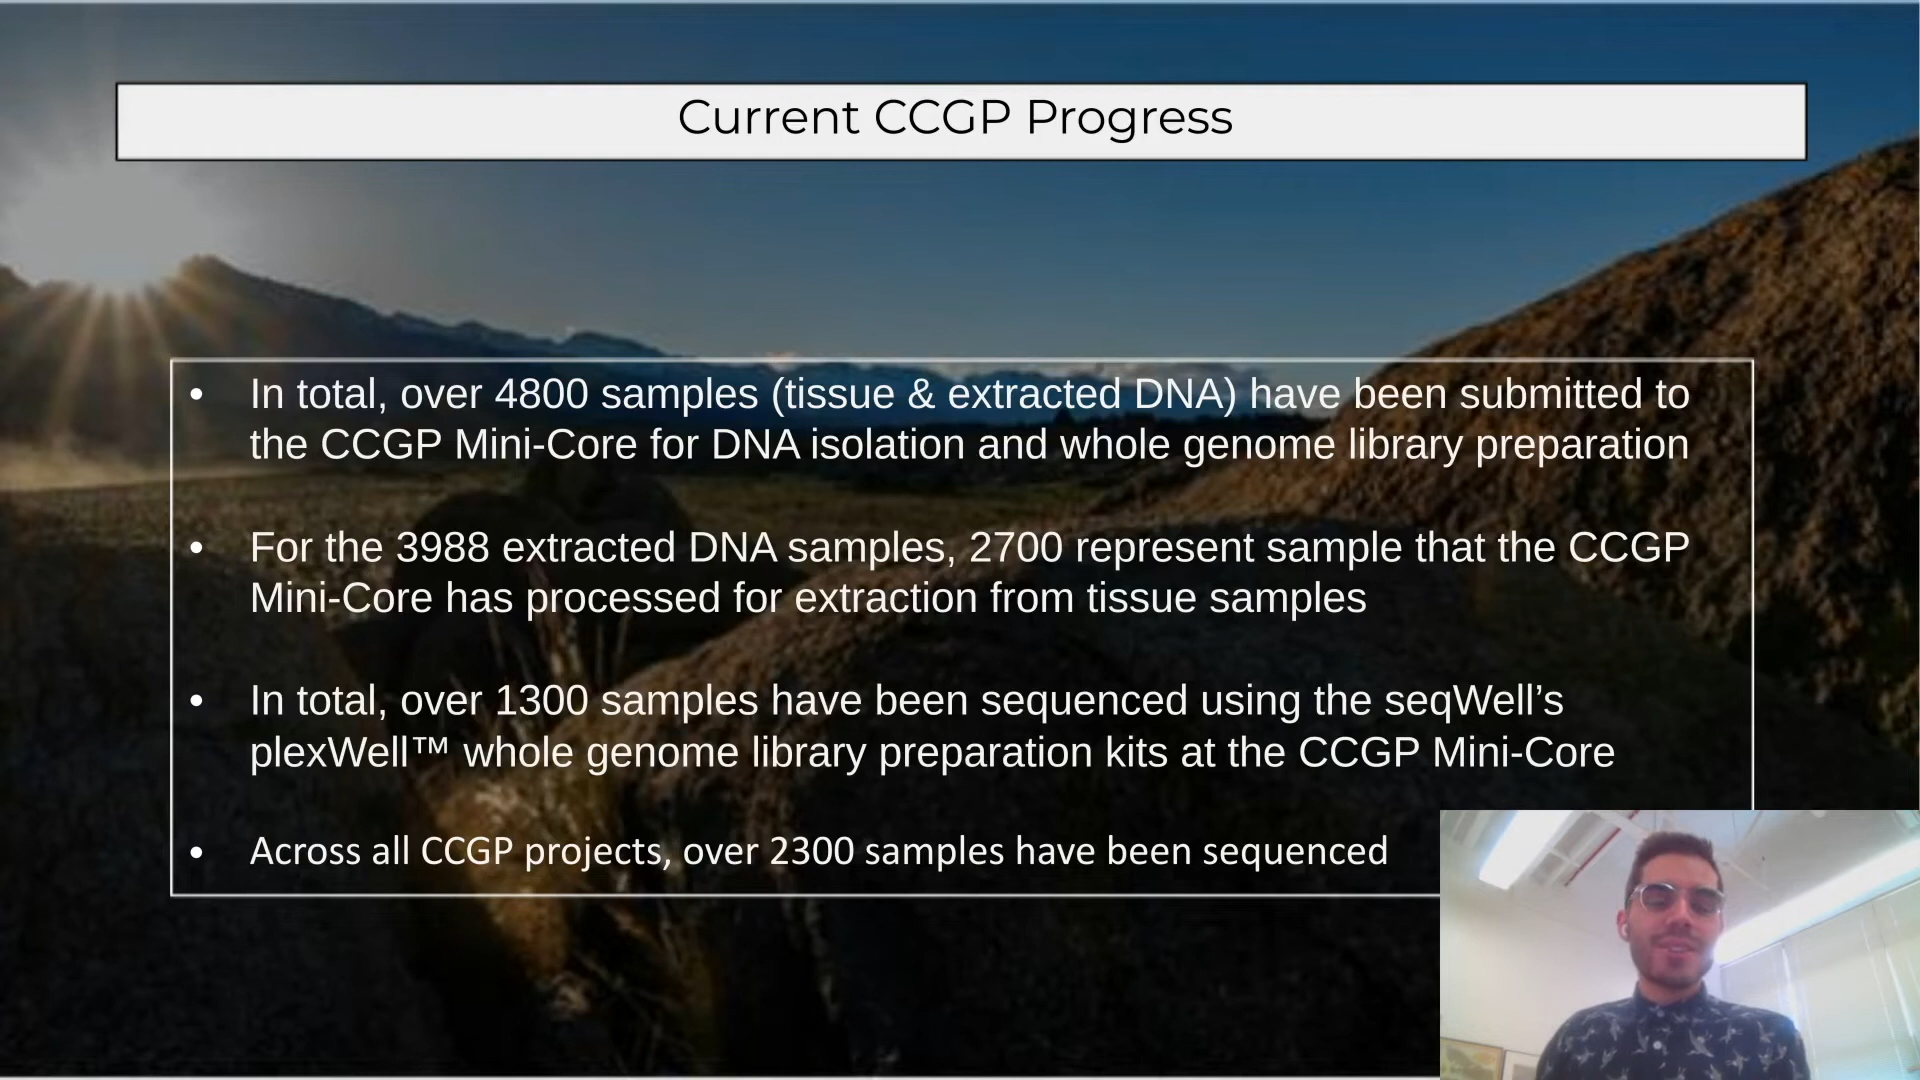 Current CCGP Progress
• In total, over 4800 samples (tissue & extracted DNA) have been submitted to
the CCGP Mini-Core for DNA isolation and whole genome library preparation
• For the 3988 extracted DNA samples, 2700 represent sample that the CCGP
Mini-Core has processed for extraction from tissue samples
• In total, over 1300 samples have been sequenced using the seqWell’s
plexWell™ whole genome library preparation kits at the CCGP Mini-Core
• Across all CCGP projects, over 2300 samples have been sequenced